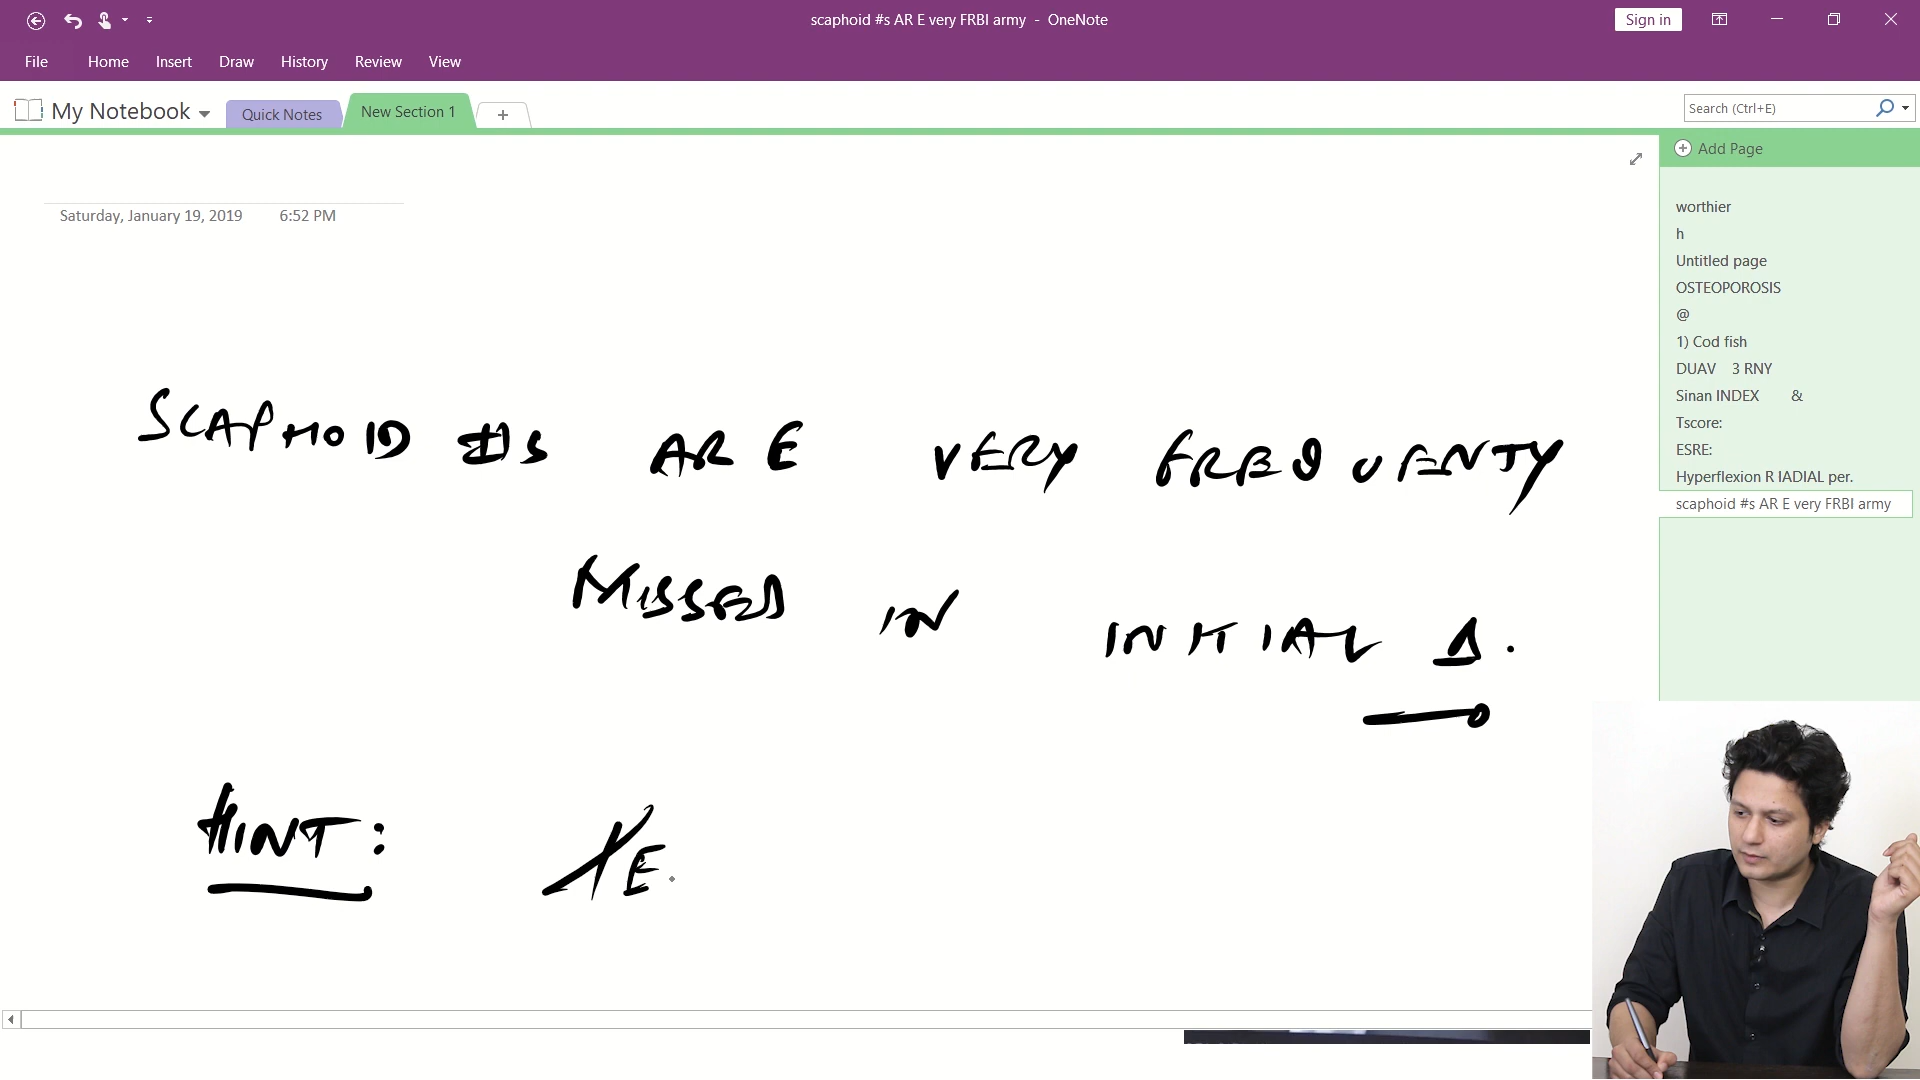 scaphoid #s AR E very FRBI army - OneNote
Sign in
File Home Insert Draw History Review View
My Notebook Quick Notes New Section 1 +
Search (Ctrl+E)
Add Page
Saturday, January 19, 2019 6:52 PM
worthier
h
Untitled page
OSTEOPOROSIS
@
1) Cod fish
DUAV 3 RNY
Sinan INDEX &
Tscore:
ESRE:
Hyperflexion R IADIAL per.
scaphoid #s AR E very FRBI army
SCAPHOID #s ARE VERY FREQUENTY
MISSED IN INITIAL Δ.
HINT: